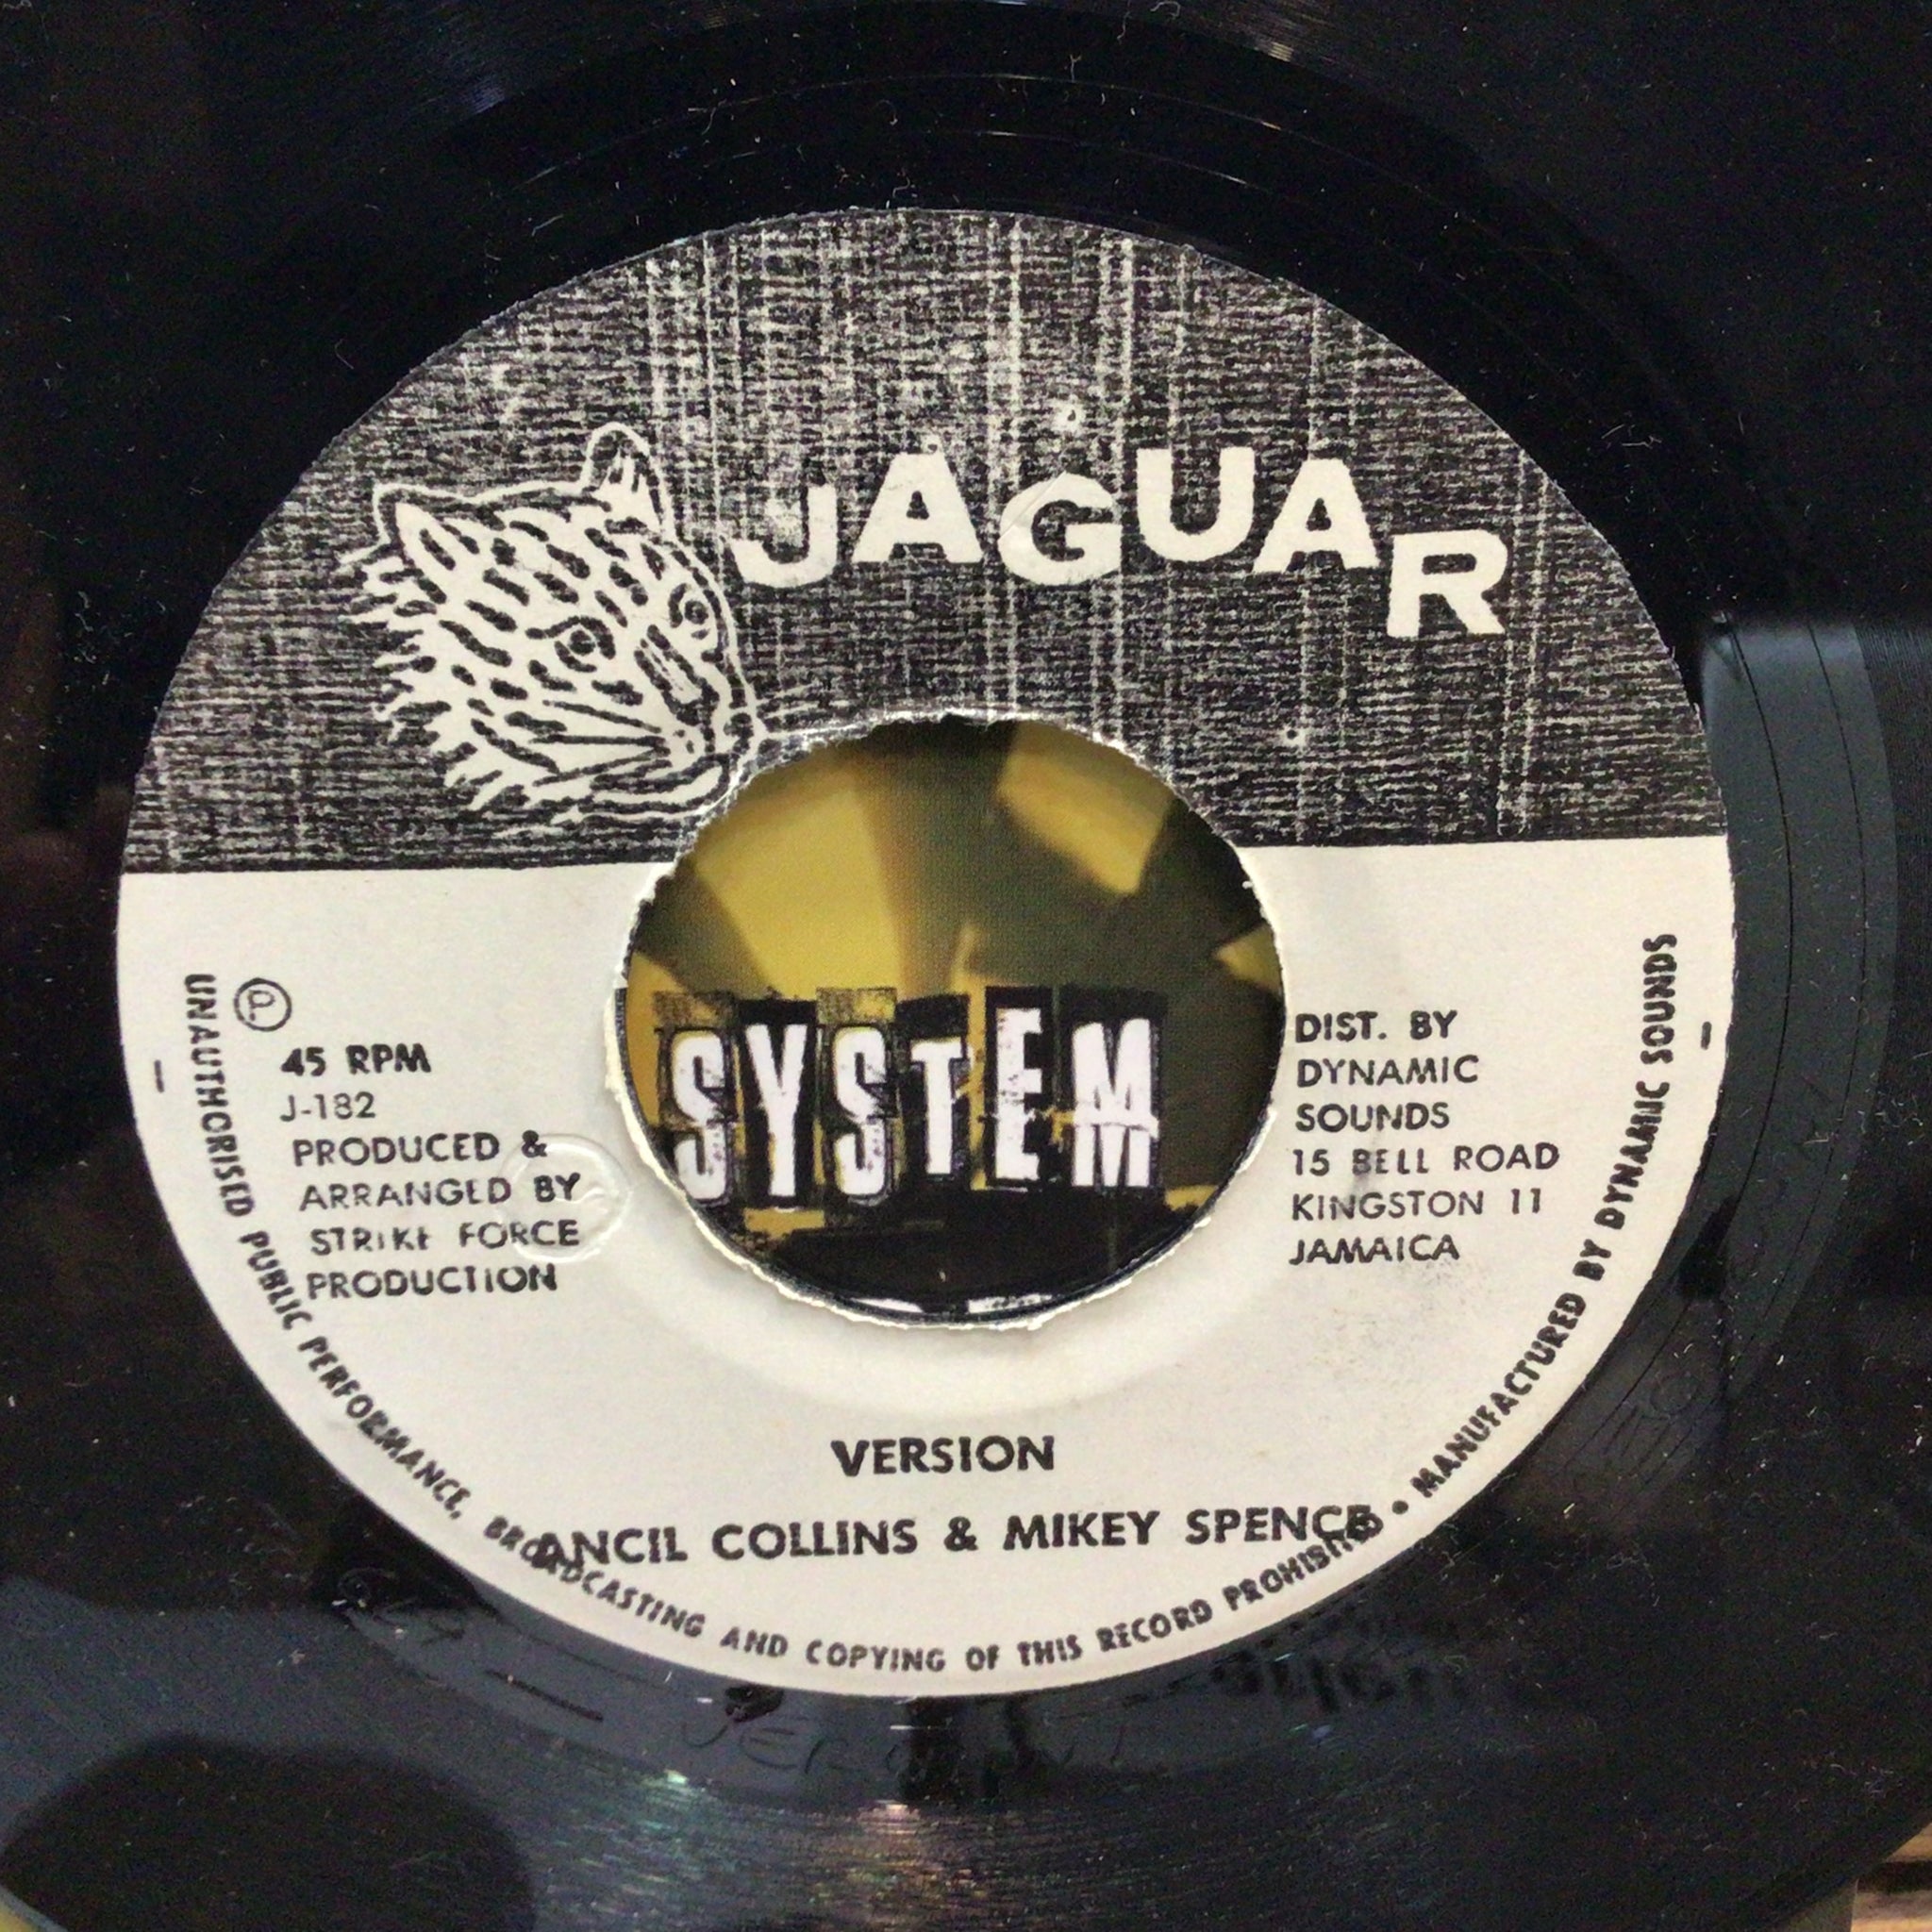 JAGUAR
SYSTEM
45 RPM
J-182
PRODUCED &
ARRANGED BY
STRIKE FORCE
PRODUCTION
DIST. BY
DYNAMIC
SOUNDS
15 BELL ROAD
KINGSTON 11
JAMAICA
VERSION
ANCIL COLLINS & MIKEY SPENCE
UNAUTHORISED PUBLIC PERFORMANCE, BROADCASTING AND COPYING OF THIS RECORD PROHIBITED • MANUFACTURED BY DYNAMIC SOUNDS